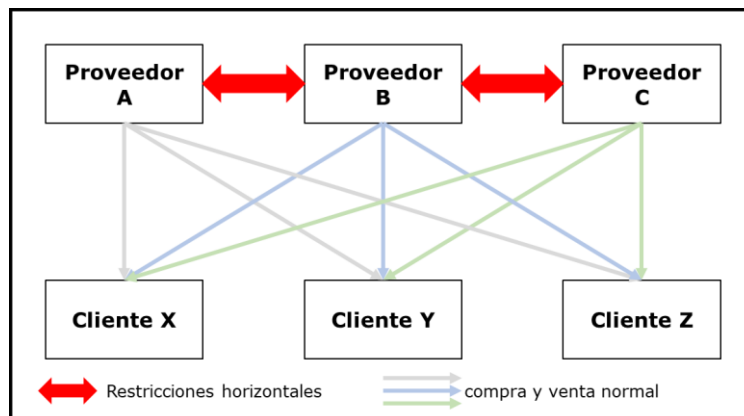 Proveedor
A
Proveedor
B
Proveedor
C
Cliente X
Cliente Y
Cliente Z
Restricciones horizontales
compra y venta normal